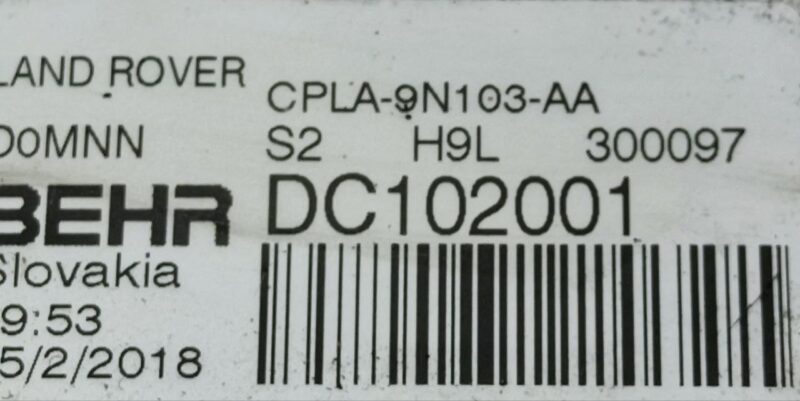 LAND ROVER
CPLA-9N103-AA
D0MNN S2 H9L 300097
BEHR DC102001
Slovakia
9:53
5/2/2018